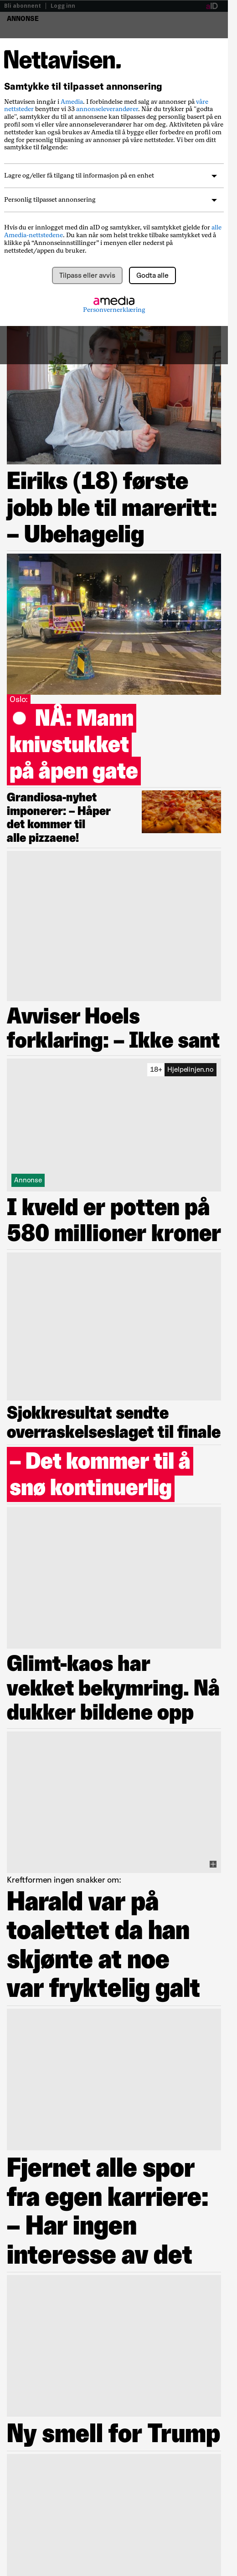 Bli abonnent | Logg inn
ANNONSE
Nettavisen.
Samtykke til tilpasset annonsering
Nettavisen inngår i Amedia. I forbindelse med salg av annonser på våre
nettsteder benytter vi 33 annonseleverandører. Når du trykker på "godta
alle", samtykker du til at annonsene kan tilpasses deg personlig basert på en
profil som vi eller våre annonseleverandører har om deg. Aktivitet på våre
nettsteder kan også brukes av Amedia til å bygge eller forbedre en profil om
deg for personlig tilpasning av annonser på våre nettsteder. Vi ber om ditt
samtykke til følgende:
Lagre og/eller få tilgang til informasjon på en enhet
Personlig tilpasset annonsering
Hvis du er innlogget med din aID og samtykker, vil samtykket gjelde for alle
Amedia-nettstedene. Du kan når som helst trekke tilbake samtykket ved å
klikke på “Annonseinnstillinger” i menyen eller nederst på
nettstedet/appen du bruker.
Tilpass eller avvis
Godta alle
amedia
Personvernerklæring
Eiriks (18) første
jobb ble til mareritt:
– Ubehagelig
Oslo:
NÅ: Mann
knivstukket
på åpen gate
Grandiosa-nyhet
imponerer: – Håper
det kommer til
alle pizzaene!
Avviser Hoels
forklaring: – Ikke sant
18+ Hjelpelinjen.no
Annonse
I kveld er potten på
580 millioner kroner
Sjokkresultat sendte
overraskelseslaget til finale
– Det kommer til å
snø kontinuerlig
Glimt-kaos har
vekket bekymring. Nå
dukker bildene opp
Kreftformen ingen snakker om:
Harald var på
toalettet da han
skjønte at noe
var fryktelig galt
Fjernet alle spor
fra egen karriere:
– Har ingen
interesse av det
Ny smell for Trump